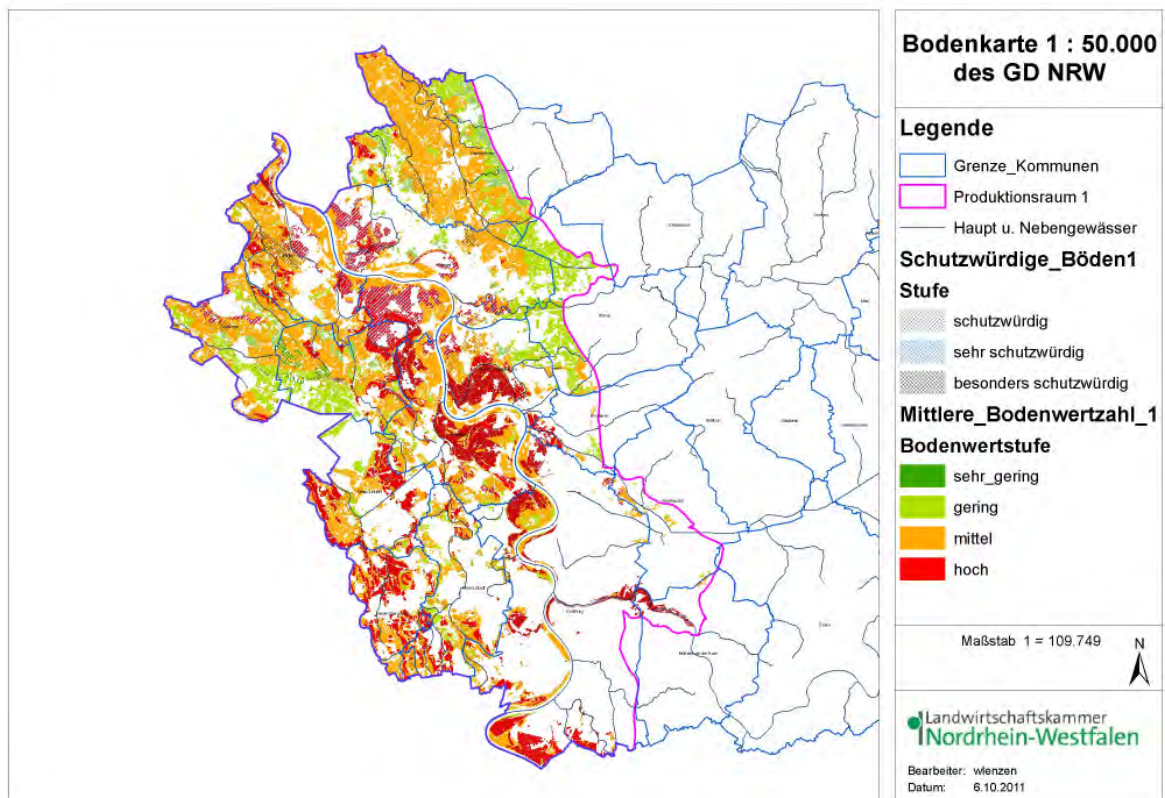 Bodenkarte 1 : 50.000
des GD NRW
Legende
Grenze_Kommunen
Produktionsraum 1
Haupt u. Nebengewässer
Schutzwürdige_Böden1
Stufe
schutzwürdig
sehr schutzwürdig
besonders schutzwürdig
Mittlere_Bodenwertzahl_1
Bodenwertstufe
sehr_gering
gering
mittel
hoch
Maßstab 1 = 109.749
N
Landwirtschaftskammer
Nordrhein-Westfalen
Bearbeiter: wlenzen
Datum: 6.10.2011